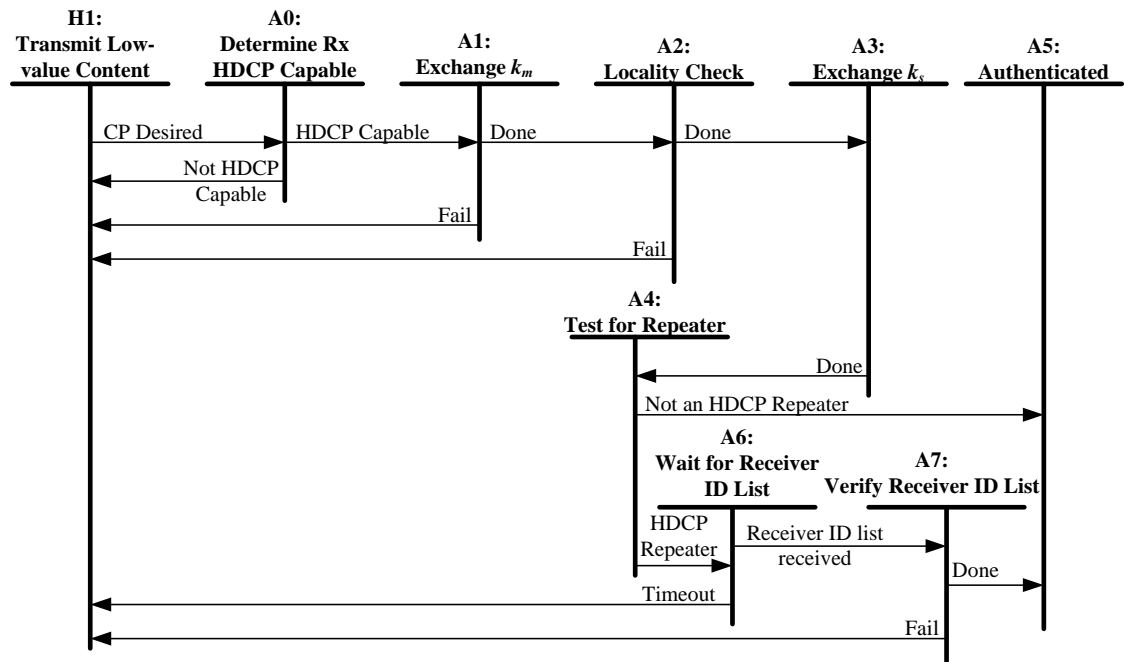 H1:
Transmit Low-
value Content
A0:
Determine Rx
HDCP Capable
A1:
Exchange km
A2:
Locality Check
A3:
Exchange ks
A5:
Authenticated
CP Desired
HDCP Capable
Done
Done
Not HDCP
Capable
Fail
Fail
A4:
Test for Repeater
Done
Not an HDCP Repeater
A6:
Wait for Receiver
ID List
A7:
Verify Receiver ID List
HDCP
Repeater
Receiver ID list
received
Done
Timeout
Fail